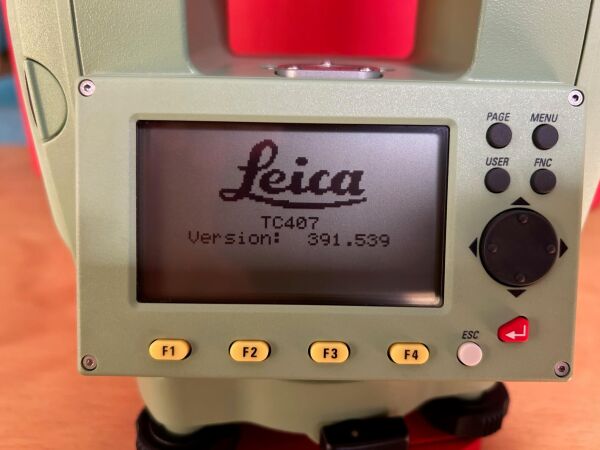 Leica
TC407
Version: 391.539
PAGE MENU
USER FNC
ESC
F1 F2 F3 F4